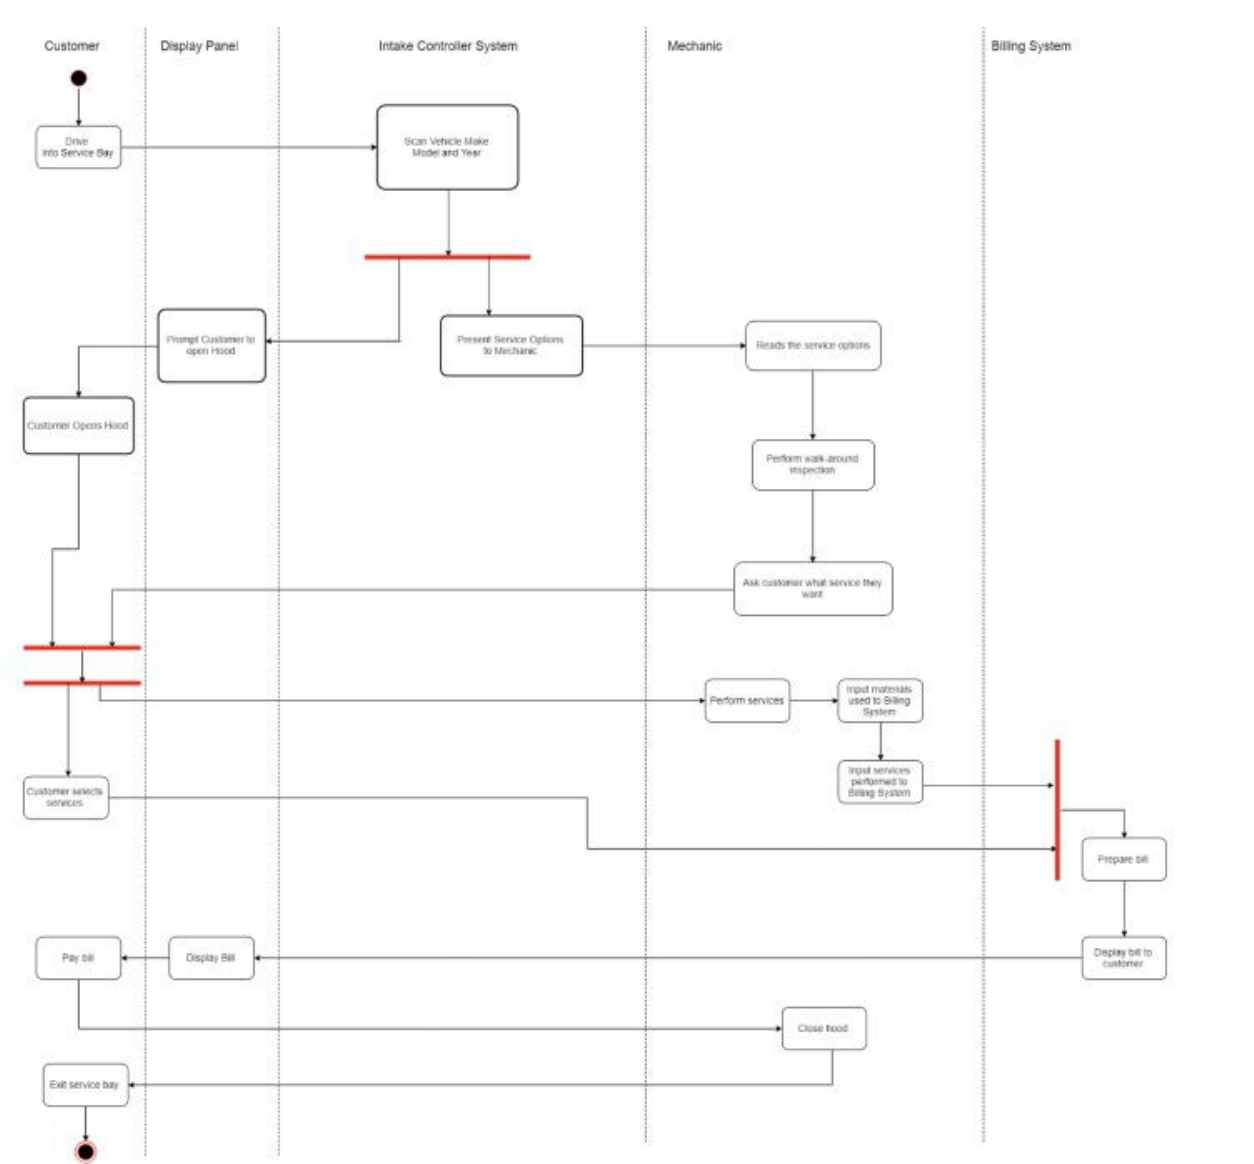 Customer
Display Panel
Intake Controller System
Mechanic
Billing System
Drive
into Service Bay
Scan Vehicle Make
Model and Year
Prompt Customer to
open Hood
Present Service Options
to Mechanic
Reads the service options
Customer Opens Hood
Perform walk-around
inspection
Ask customer what service they
want
Perform services
Input materials
used to Billing
System
Input services
performed to
Billing System
Customer selects
services
Prepare bill
Pay bill
Display Bill
Display bill to
customer
Close hood
Exit service bay